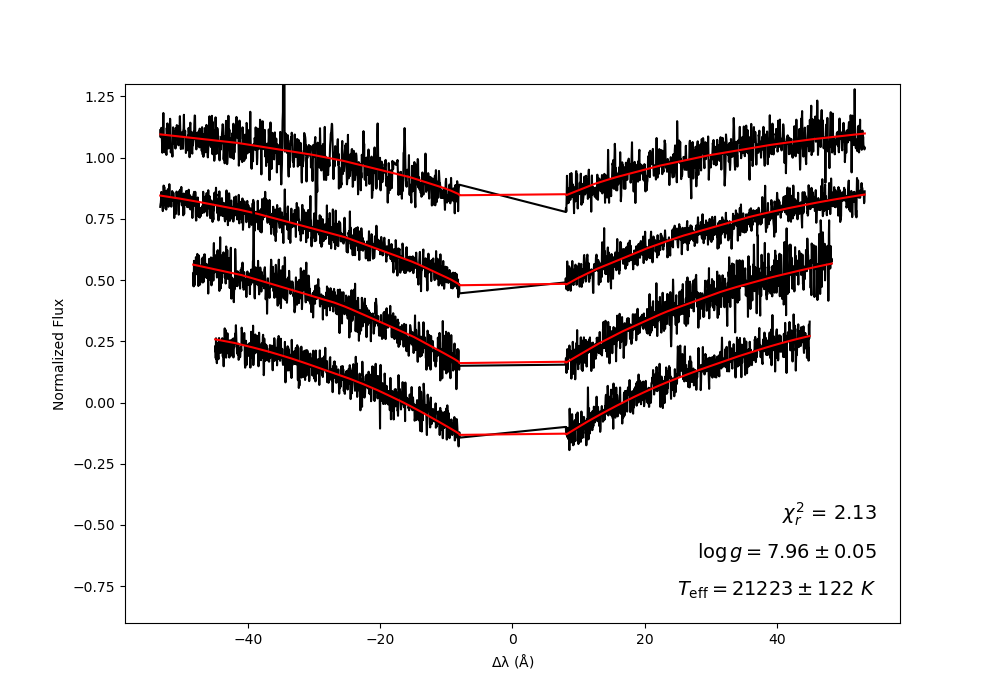 1.25
1.00
0.75
0.50
0.25
0.00
−0.25
−0.50
−0.75
Normalized Flux
χ²ᵣ = 2.13
log g = 7.96 ± 0.05
T_eff = 21223 ± 122 K
−40 −20 0 20 40
Δλ (Å)